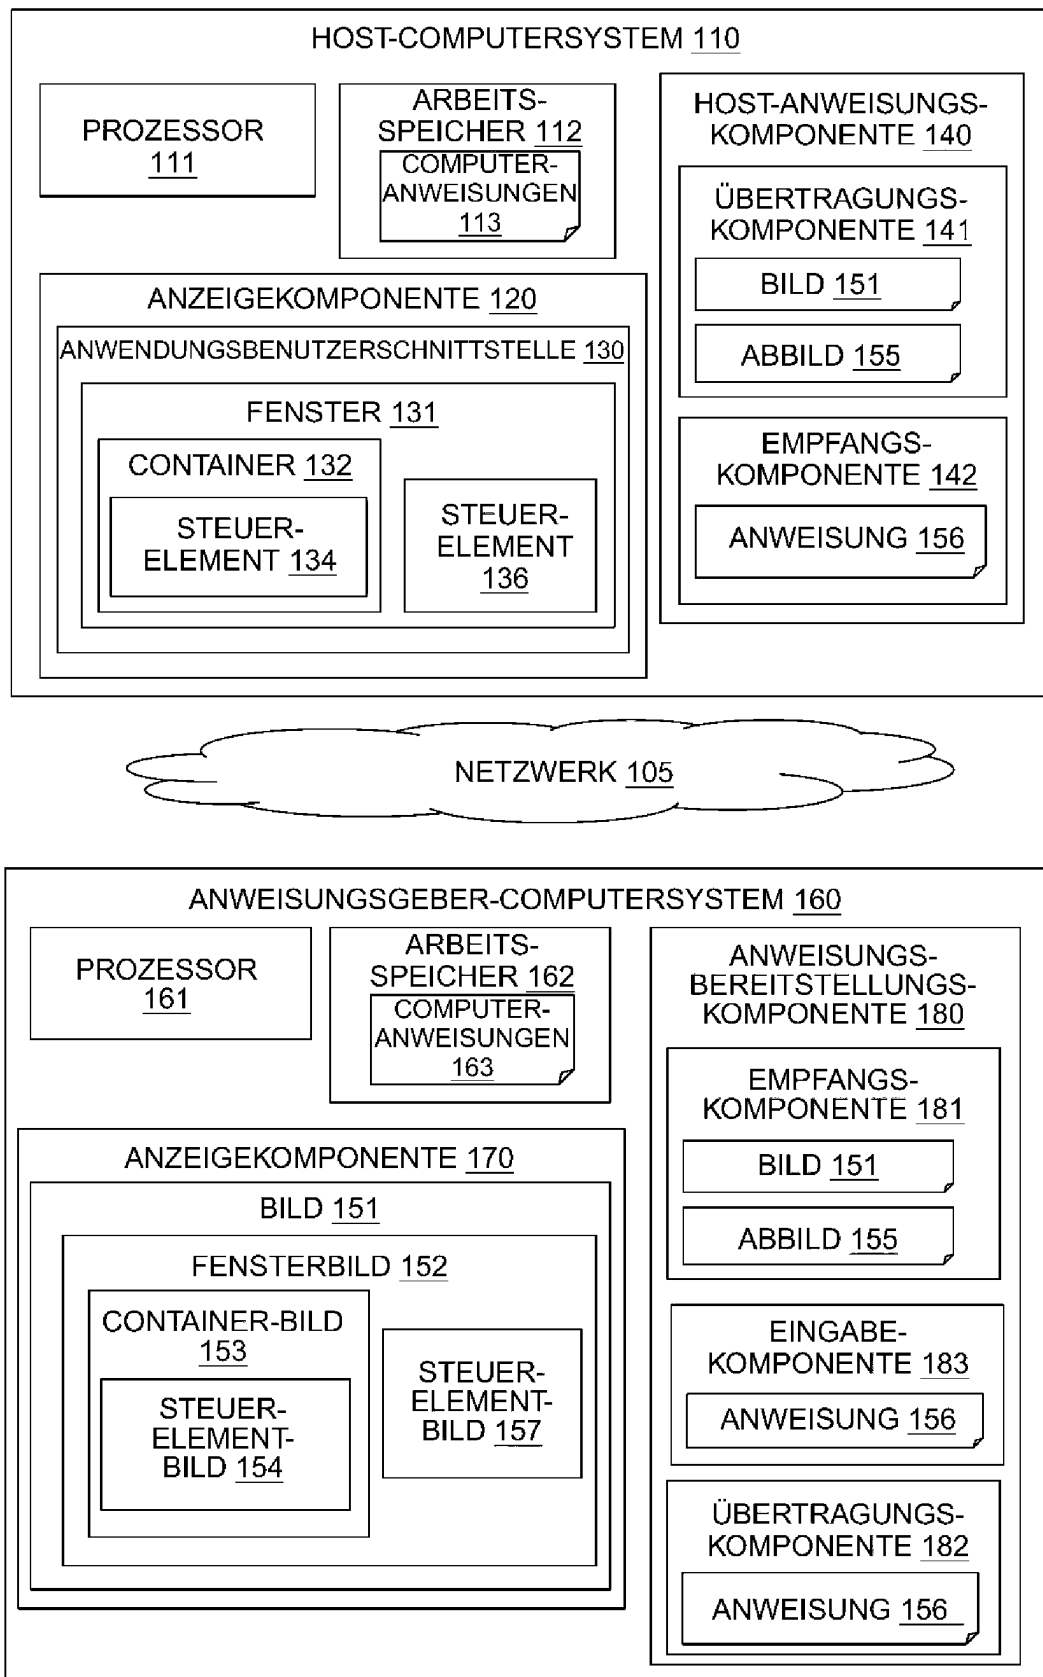 HOST-COMPUTERSYSTEM 110
PROZESSOR
111
ARBEITS-
SPEICHER 112
COMPUTER-
ANWEISUNGEN
113
HOST-ANWEISUNGS-
KOMPONENTE 140
ÜBERTRAGUNGS-
KOMPONENTE 141
BILD 151
ABBILD 155
EMPFANGS-
KOMPONENTE 142
ANWEISUNG 156
ANZEIGEKOMPONENTE 120
ANWENDUNGSBENUTZERSCHNITTSTELLE 130
FENSTER 131
CONTAINER 132
STEUER-
ELEMENT 134
STEUER-
ELEMENT
136
NETZWERK 105
ANWEISUNGSGEBER-COMPUTERSYSTEM 160
PROZESSOR
161
ARBEITS-
SPEICHER 162
COMPUTER-
ANWEISUNGEN
163
ANWEISUNGS-
BEREITSTELLUNGS-
KOMPONENTE 180
EMPFANGS-
KOMPONENTE 181
BILD 151
ABBILD 155
EINGABE-
KOMPONENTE 183
ANWEISUNG 156
ÜBERTRAGUNGS-
KOMPONENTE 182
ANWEISUNG 156
ANZEIGEKOMPONENTE 170
BILD 151
FENSTERBILD 152
CONTAINER-BILD
153
STEUER-
ELEMENT-
BILD 154
STEUER-
ELEMENT-
BILD 157